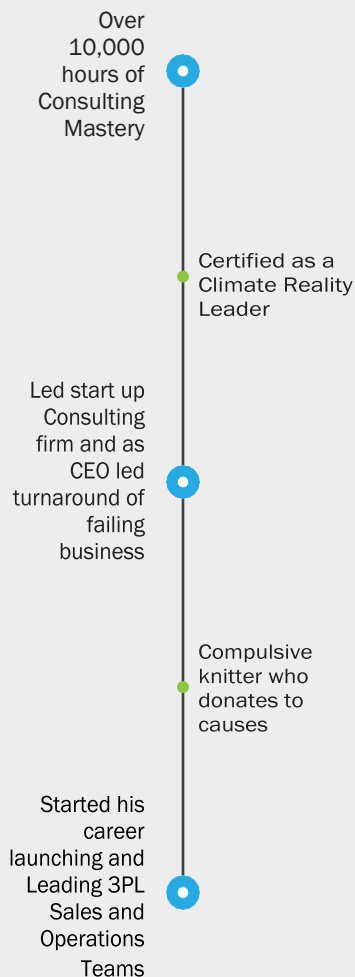 Over
10,000
hours of
Consulting
Mastery
Certified as a
Climate Reality
Leader
Led start up
Consulting
firm and as
CEO led
turnaround of
failing
business
Compulsive
knitter who
donates to
causes
Started his
career
launching and
Leading 3PL
Sales and
Operations
Teams